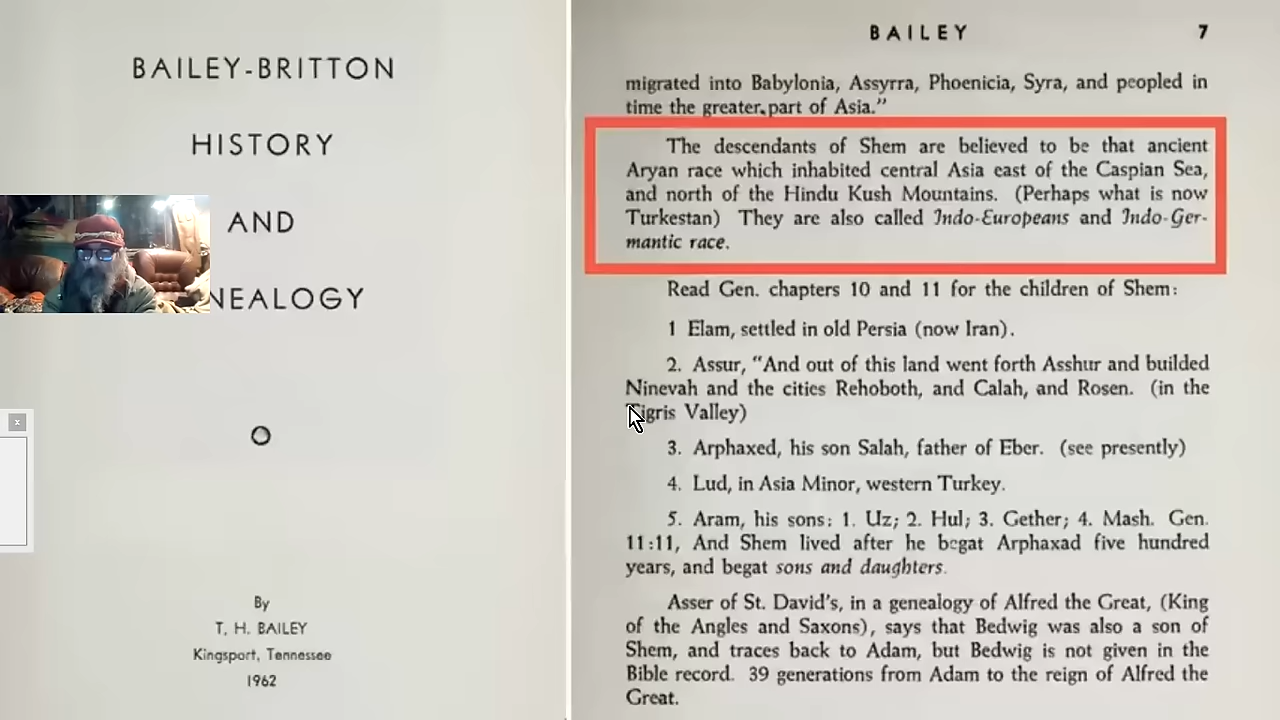 BAILEY-BRITTON
HISTORY
AND
NEALOGY
By
T. H. BAILEY
Kingsport, Tennessee
1962
BAILEY 7
migrated into Babylonia, Assyrra, Phoenicia, Syra, and peopled in
time the greater part of Asia.”
The descendants of Shem are believed to be that ancient
Aryan race which inhabited central Asia east of the Caspian Sea,
and north of the Hindu Kush Mountains. (Perhaps what is now
Turkestan) They are also called Indo-Europeans and Indo-Ger-
mantic race.
Read Gen. chapters 10 and 11 for the children of Shem:
1 Elam, settled in old Persia (now Iran).
2. Assur, “And out of this land went forth Asshur and builded
Ninevah and the cities Rehoboth, and Calah, and Rosen. (in the
Tigris Valley)
3. Arphaxed, his son Salah, father of Eber. (see presently)
4. Lud, in Asia Minor, western Turkey.
5. Aram, his sons: 1. Uz; 2. Hul; 3. Gether; 4. Mash. Gen.
11:11, And Shem lived after he begat Arphaxad five hundred
years, and begat sons and daughters.
Asser of St. David’s, in a genealogy of Alfred the Great, (King
of the Angles and Saxons), says that Bedwig was also a son of
Shem, and traces back to Adam, but Bedwig is not given in the
Bible record. 39 generations from Adam to the reign of Alfred the
Great.